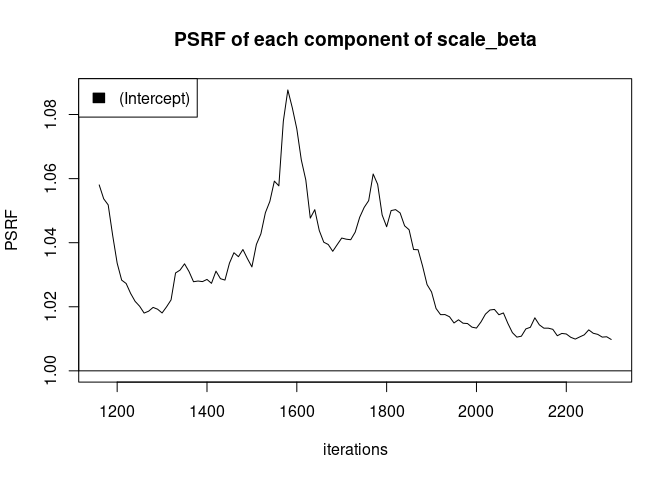 PSRF of each component of scale_beta
(Intercept)
PSRF
1.08
1.06
1.04
1.02
1.00
1200 1400 1600 1800 2000 2200
iterations